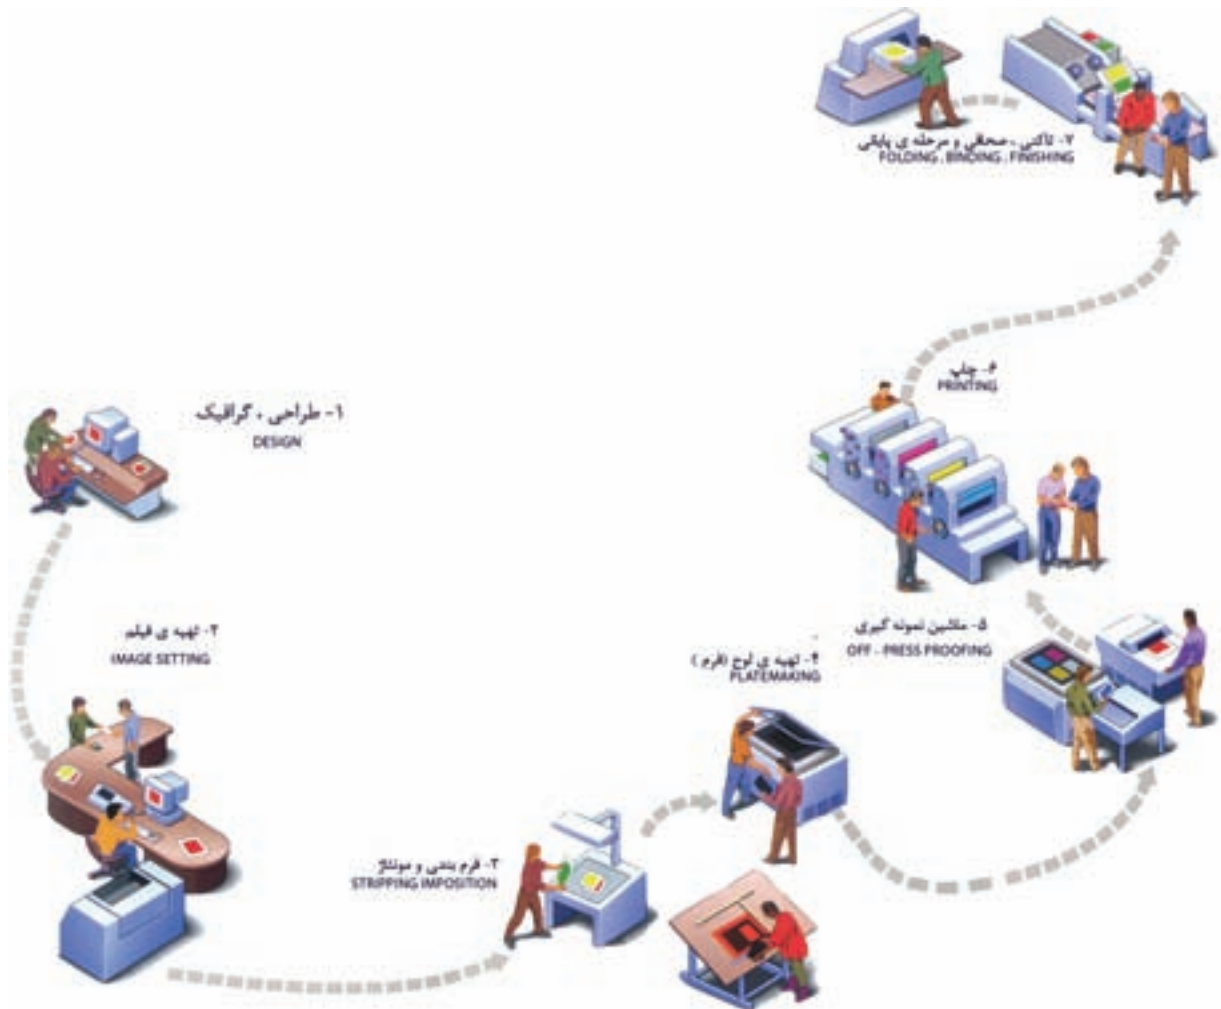 ۱- طراحی ، گرافیک
DESIGN
۲- تهیه ی فیلم
IMAGE SETTING
۳- فرم بندی و مونتاژ
STRIPPING IMPOSITION
۴- تهیه ی لوح (فرم )
PLATEMAKING
۵- ماشین نمونه گیری
OFF - PRESS PROOFING
۶- چاپ
PRINTING
۷- تاکنی ـ صحافی و مرحله ی پایانی
FOLDING . BINDING . FINISHING